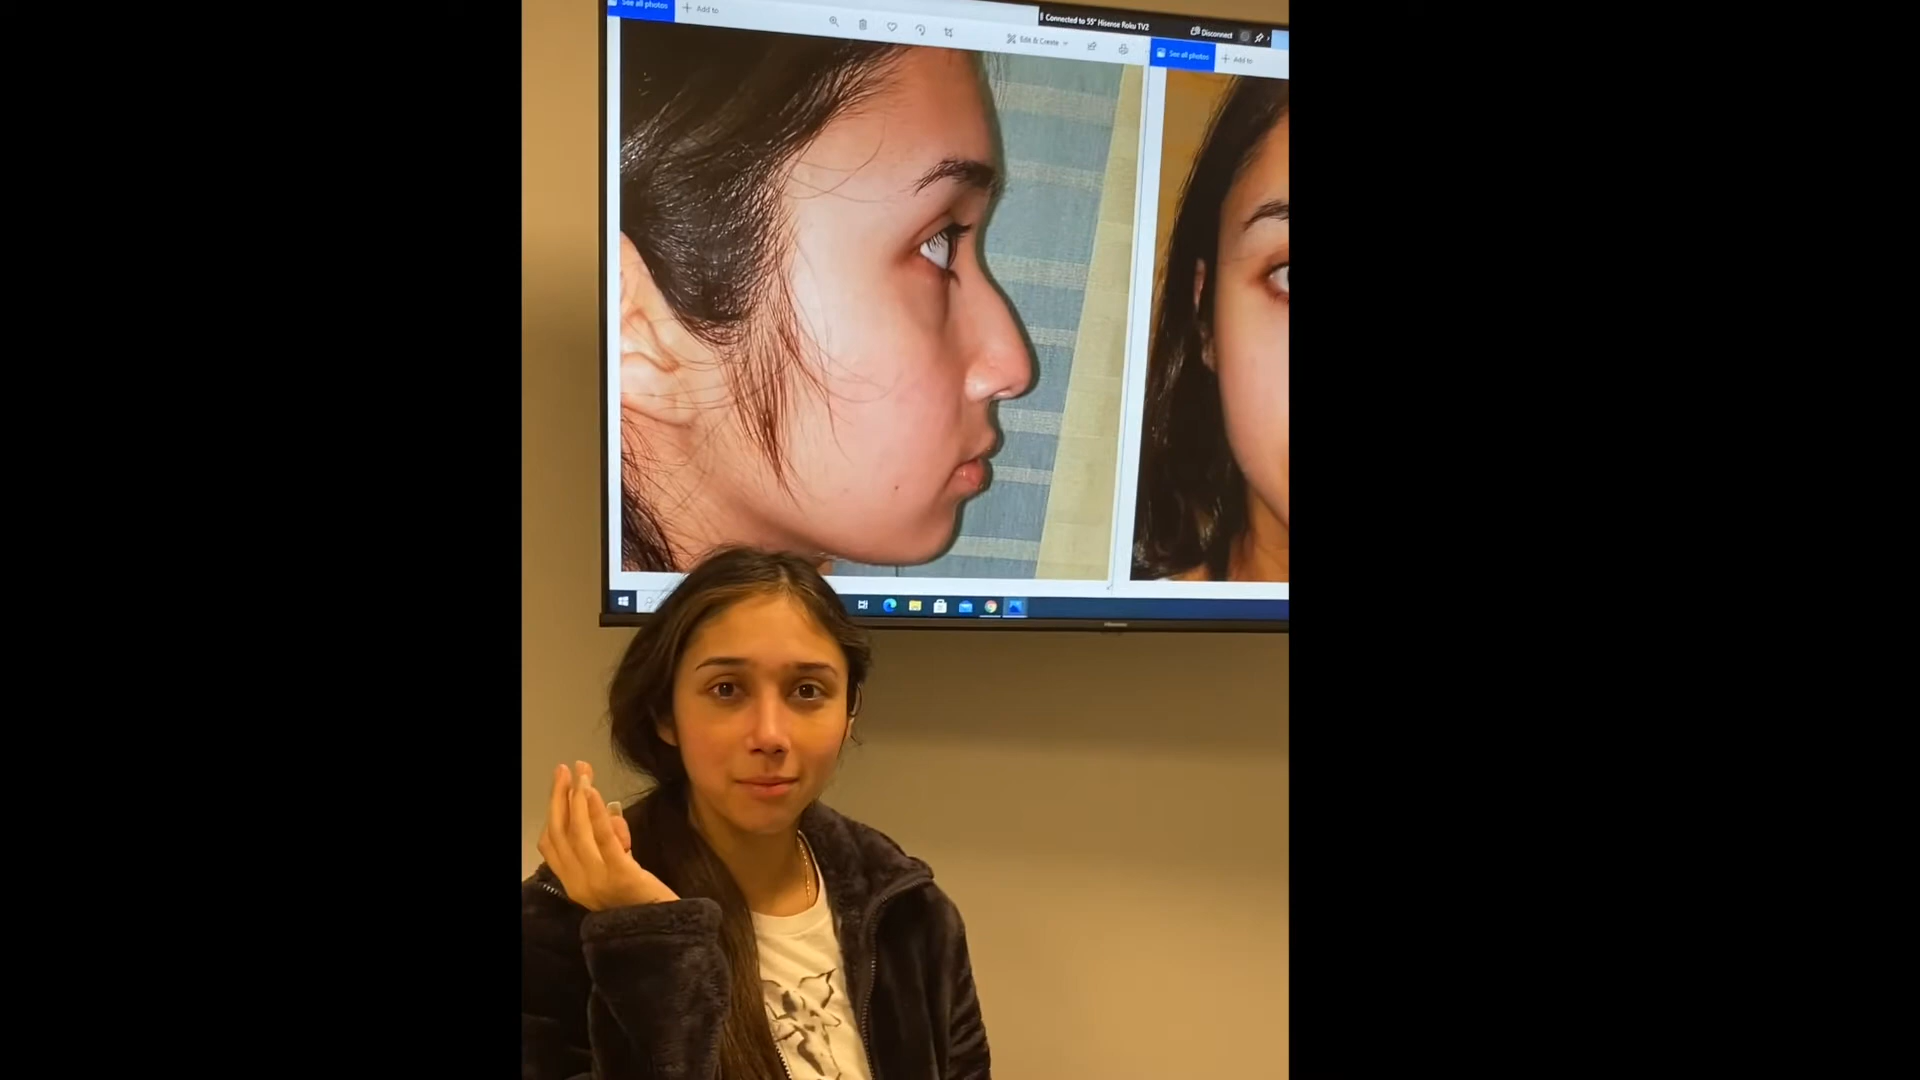 See all photos
Add to
Connected to 55" Hisense Roku TV2
Disconnect
Edit & Create
See all photos
Add to
Hisense